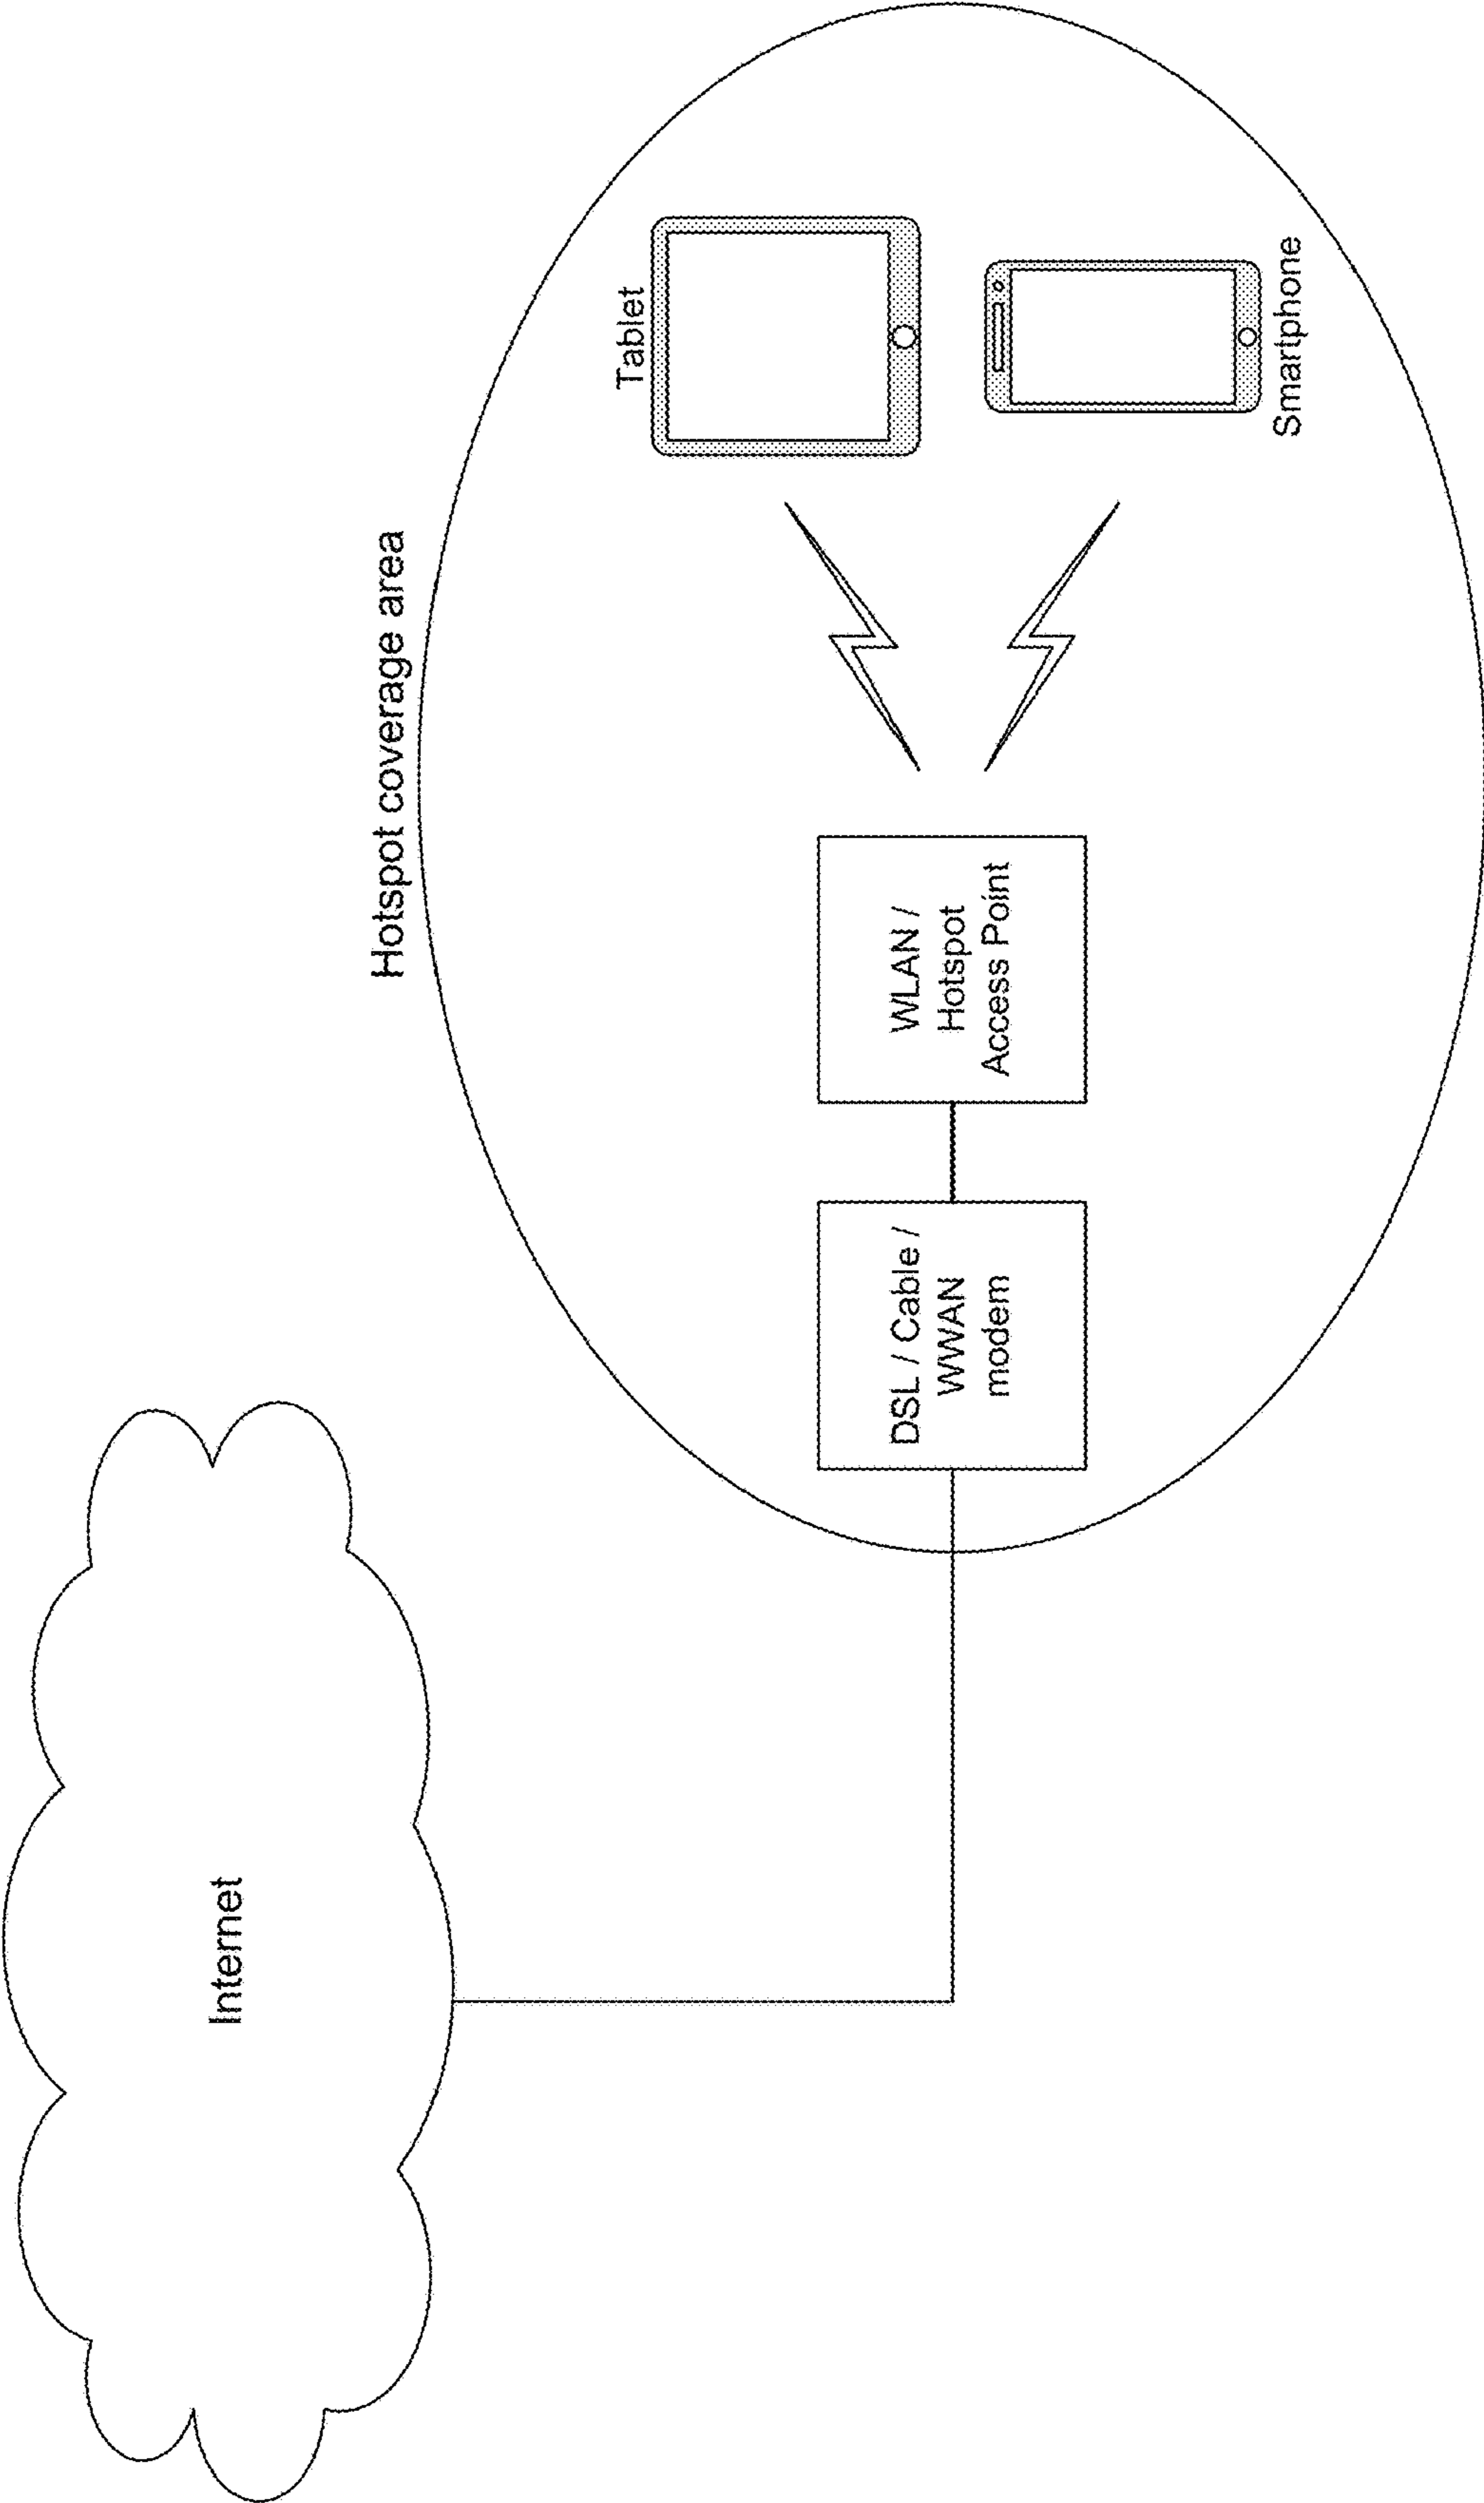 Internet
Hotspot coverage area
DSL / Cable /
WWAN
modem
WLAN /
Hotspot
Access Point
Tablet
Smartphone